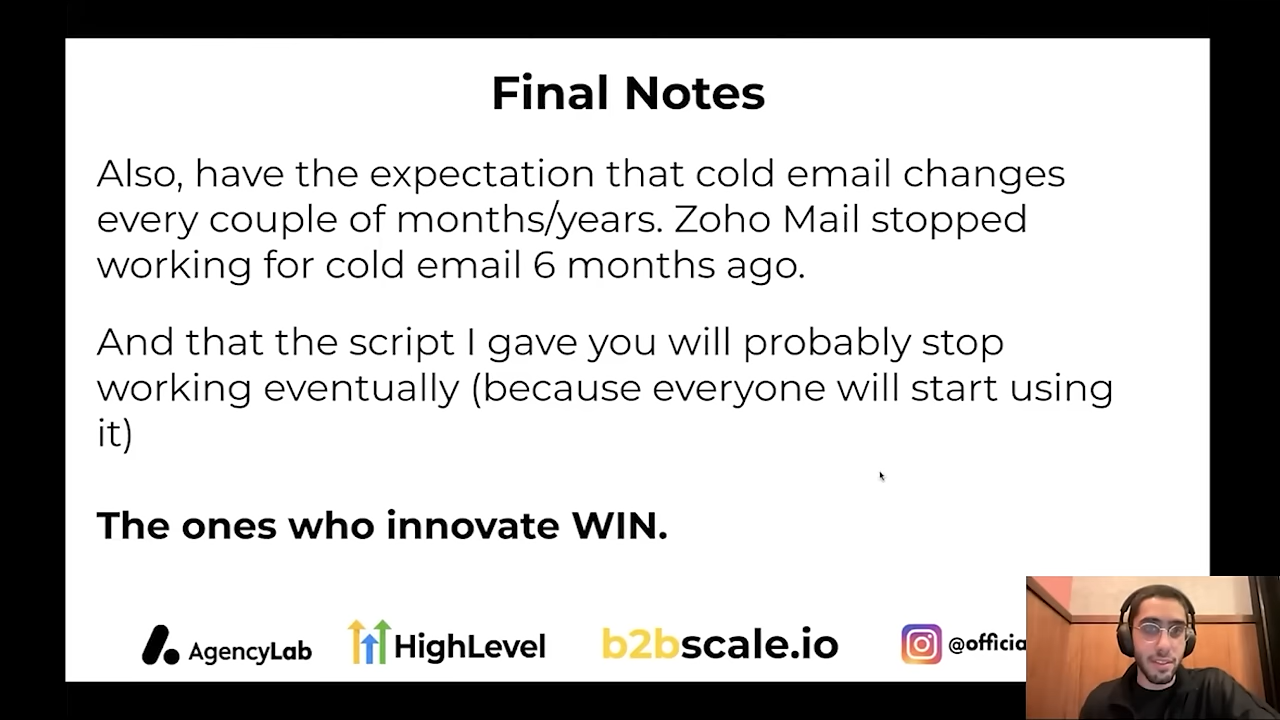 Final Notes
Also, have the expectation that cold email changes
every couple of months/years. Zoho Mail stopped
working for cold email 6 months ago.
And that the script I gave you will probably stop
working eventually (because everyone will start using
it)
The ones who innovate WIN.
AgencyLab HighLevel b2bscale.io @officia